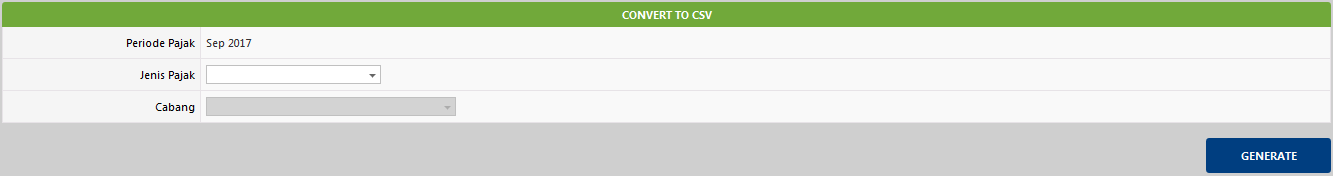 CONVERT TO CSV
Periode Pajak Sep 2017
Jenis Pajak
Cabang
GENERATE